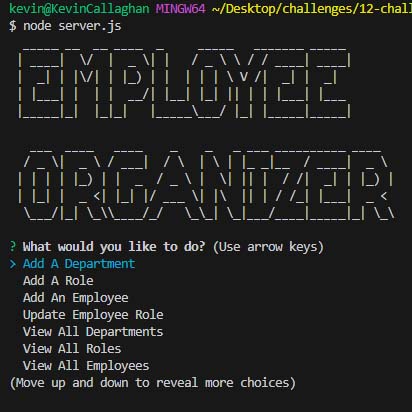 kevin@KevinCallaghan MINGW64 ~/Desktop/challenges/12-chall
$ node server.js
EMPLOYEE
ORGANIZER
? What would you like to do? (Use arrow keys)
> Add A Department
Add A Role
Add An Employee
Update Employee Role
View All Departments
View All Roles
View All Employees
(Move up and down to reveal more choices)